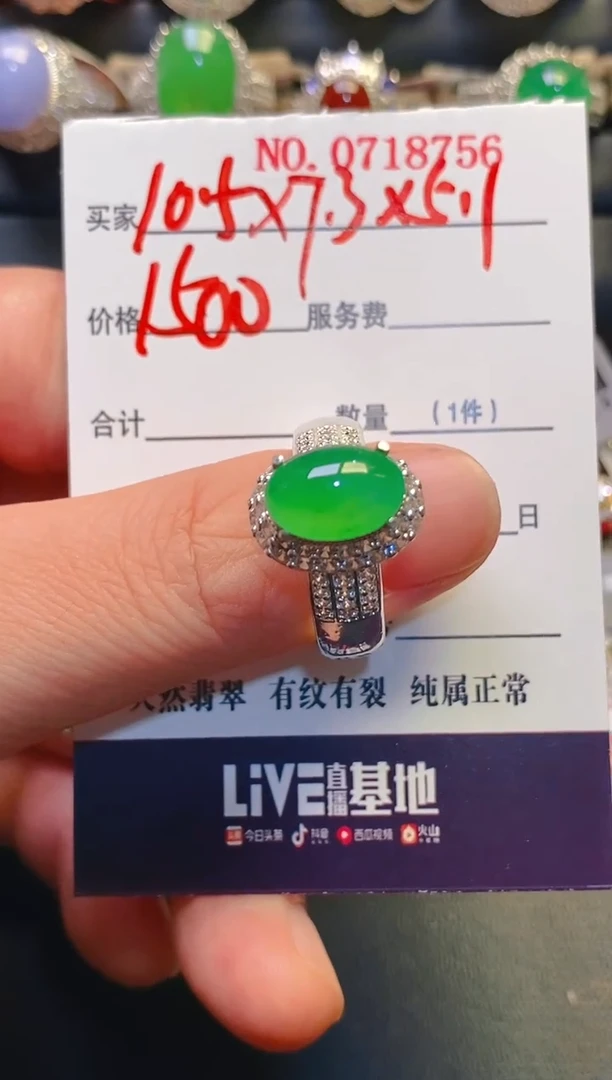 NO. 0718756
买家 10.5x7.3x5.1
价格 1500 服务费
合计 数量 (1件)
日
天然翡翠 有纹有裂 纯属正常
LiVE直播基地
今日头条 抖音 西瓜视频 火山